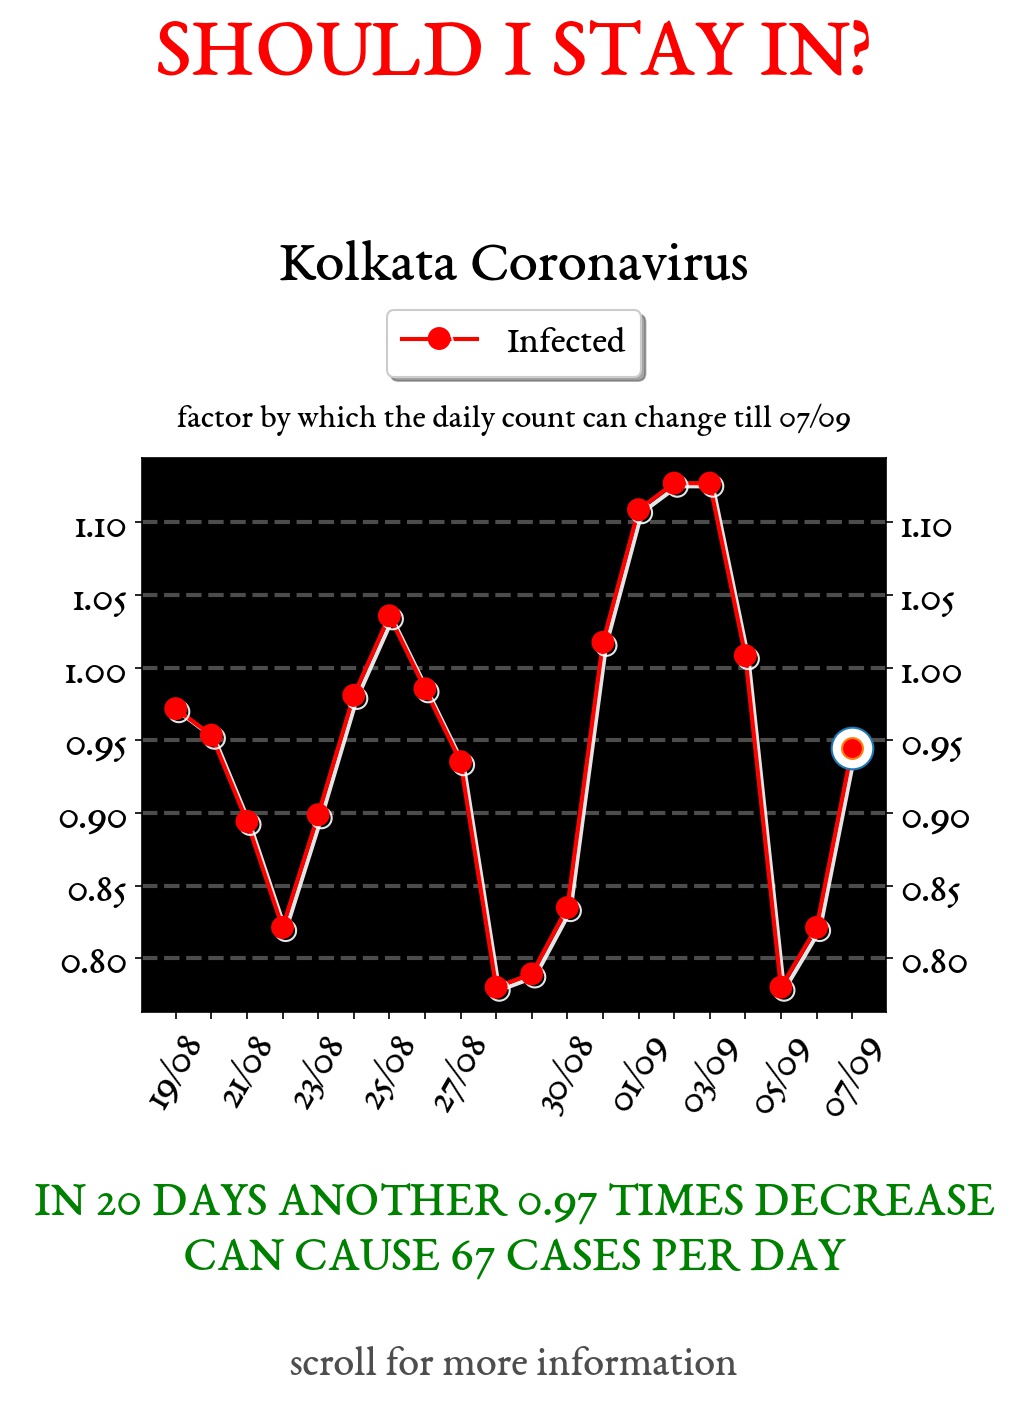 SHOULD I STAY IN?
Kolkata Coronavirus
Infected
factor by which the daily count can change till 07/09
1.10 1.10
1.05 1.05
1.00 1.00
0.95 0.95
0.90 0.90
0.85 0.85
0.80 0.80
19/08 21/08 23/08 25/08 27/08 30/08 01/09 03/09 05/09 07/09
IN 20 DAYS ANOTHER 0.97 TIMES DECREASE
CAN CAUSE 67 CASES PER DAY
scroll for more information